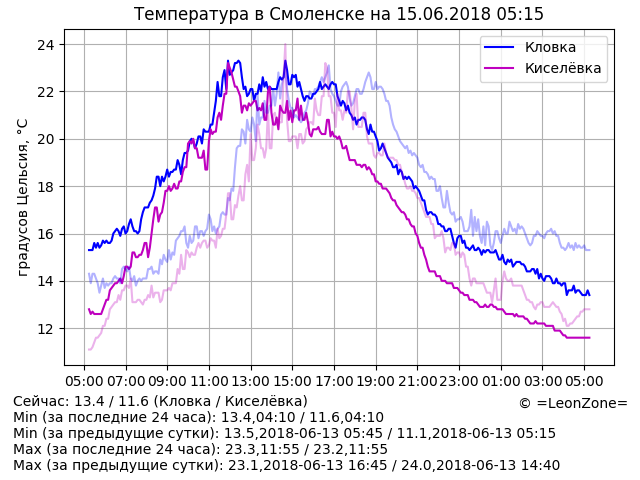 Температура в Смоленске на 15.06.2018 05:15
градусов Цельсия, °C
24
22
20
18
16
14
12
Кловка
Киселёвка
05:00 07:00 09:00 11:00 13:00 15:00 17:00 19:00 21:00 23:00 01:00 03:00 05:00
Сейчас: 13.4 / 11.6 (Кловка / Киселёвка)
© =LeonZone=
Min (за последние 24 часа): 13.4,04:10 / 11.6,04:10
Min (за предыдущие сутки): 13.5,2018-06-13 05:45 / 11.1,2018-06-13 05:15
Max (за последние 24 часа): 23.3,11:55 / 23.2,11:55
Max (за предыдущие сутки): 23.1,2018-06-13 16:45 / 24.0,2018-06-13 14:40